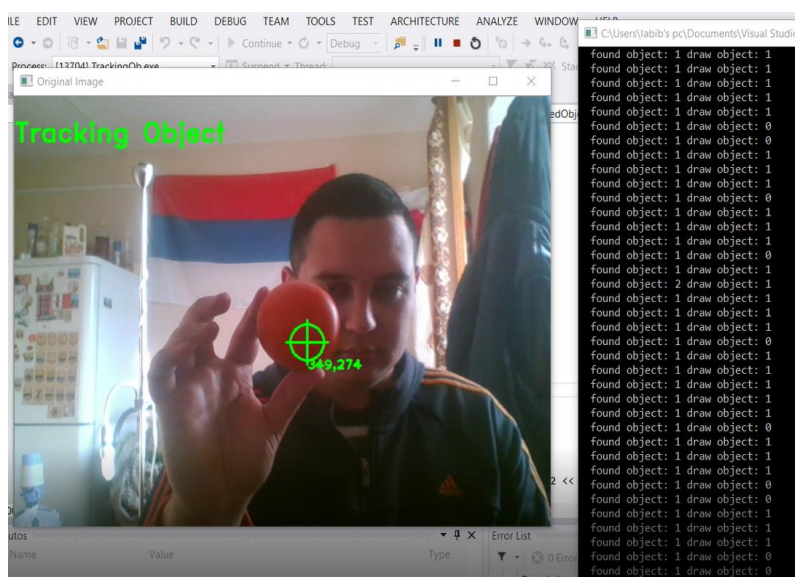 ILE EDIT VIEW PROJECT BUILD DEBUG TEAM TOOLS TEST ARCHITECTURE ANALYZE WINDOW HELP
Continue Debug
Process: [13704] TrackingOb.exe Suspend Thread:
Original Image
Tracking Object
349,274
adidas
2 <<
utos
Name Value Type
Error List
0 Error
C:\Users\labib's pc\Documents\Visual Studio
found object: 1 draw object: 1
found object: 1 draw object: 1
found object: 1 draw object: 1
found object: 1 draw object: 1
found object: 1 draw object: 1
found object: 1 draw object: 0
found object: 1 draw object: 0
found object: 1 draw object: 1
found object: 1 draw object: 1
found object: 1 draw object: 1
found object: 1 draw object: 0
found object: 1 draw object: 1
found object: 1 draw object: 1
found object: 1 draw object: 1
found object: 1 draw object: 0
found object: 1 draw object: 1
found object: 2 draw object: 1
found object: 1 draw object: 1
found object: 1 draw object: 1
found object: 1 draw object: 1
found object: 1 draw object: 0
found object: 1 draw object: 1
found object: 1 draw object: 1
found object: 1 draw object: 1
found object: 1 draw object: 1
found object: 1 draw object: 1
found object: 1 draw object: 0
found object: 1 draw object: 1
found object: 1 draw object: 1
found object: 1 draw object: 1
found object: 1 draw object: 0
found object: 1 draw object: 0
found object: 1 draw object: 1
found object: 1 draw object: 1
found object: 1 draw object: 1
found object: 1 draw object: 0
found object: 1 draw object: 0